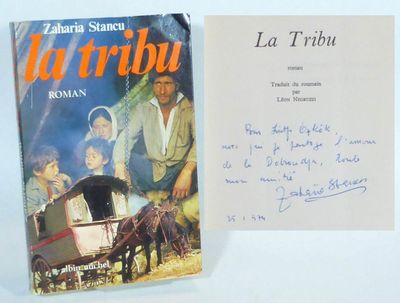 Zaharia Stancu
la tribu
ROMAN
albin michel
La Tribu
roman
Traduit du roumain
par
LÉON NEGRUZZI
Pour
avec qui je partage l'amour
de la Dobroudja, toute
mon amitié
Zaharia Stancu